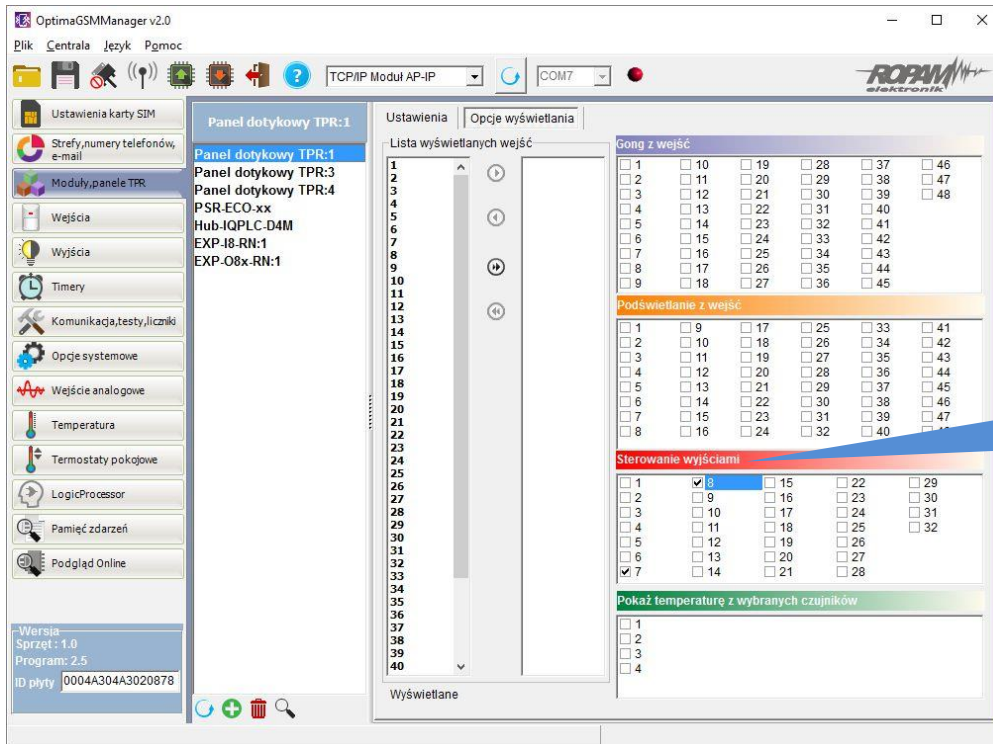 OptimaGSMManager v2.0
Plik Centrala Język Pomoc
TCP/IP Moduł AP-IP
COM7
ROPAM
elektronik
Ustawienia karty SIM
Strefy,numery telefonów,
e-mail
Moduły,panele TPR
Wejścia
Wyjścia
Timery
Komunikacja,testy,liczniki
Opcje systemowe
Wejście analogowe
Temperatura
Termostaty pokojowe
LogicProcessor
Pamięć zdarzeń
Podgląd Online
Wersja
Sprzęt : 1.0
Program: 2.5
ID płyty 0004A304A3020878
Panel dotykowy TPR:1
Panel dotykowy TPR:1
Panel dotykowy TPR:3
Panel dotykowy TPR:4
PSR-ECO-xx
Hub-IQPLC-D4M
EXP-I8-RN:1
EXP-O8x-RN:1
Ustawienia Opcje wyświetlania
Lista wyświetlanych wejść
1
2
3
4
5
6
7
8
9
10
11
12
13
14
15
16
17
18
19
20
21
22
23
24
25
26
27
28
29
30
31
32
33
34
35
36
37
38
39
40
Wyświetlane
Gong z wejść
1 10 19 28 37 46
2 11 20 29 38 47
3 12 21 30 39 48
4 13 22 31 40
5 14 23 32 41
6 15 24 33 42
7 16 25 34 43
8 17 26 35 44
9 18 27 36 45
Podświetlanie z wejść
1 9 17 25 33 41
2 10 18 26 34 42
3 11 19 27 35 43
4 12 20 28 36 44
5 13 21 29 37 45
6 14 22 30 38 46
7 15 23 31 39 47
8 16 24 32 40
Sterowanie wyjściami
1 8 15 22 29
2 9 16 23 30
3 10 17 24 31
4 11 18 25 32
5 12 19 26
6 13 20 27
7 14 21 28
Pokaż temperaturę z wybranych czujników
1
2
3
4